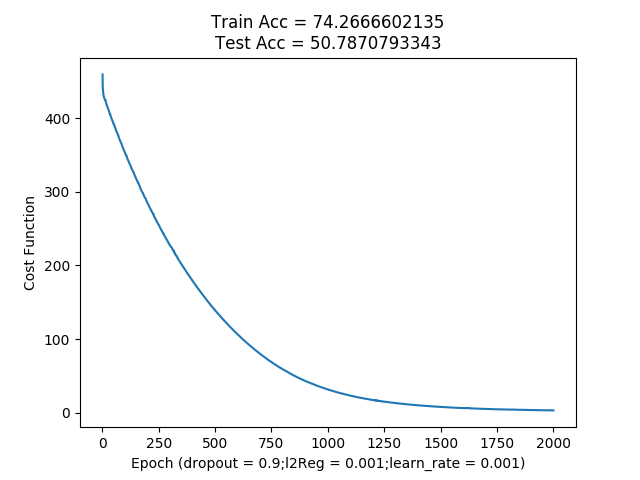 Train Acc = 74.2666602135
Test Acc = 50.7870793343
Cost Function
400
300
200
100
0
0 250 500 750 1000 1250 1500 1750 2000
Epoch (dropout = 0.9;l2Reg = 0.001;learn_rate = 0.001)